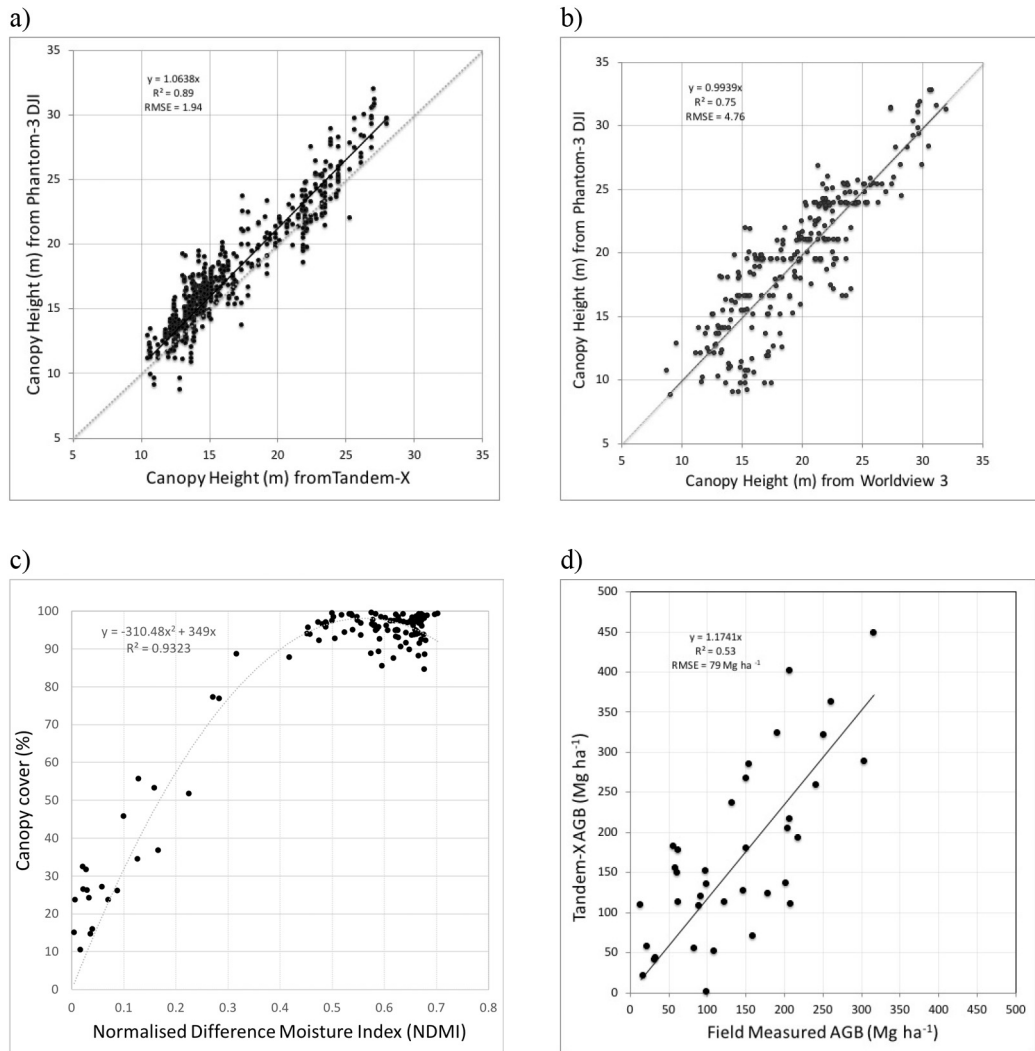 a)
35
30
25
20
15
10
5
Canopy Height (m) from Phantom-3 DJI
y = 1.0638x
R² = 0.89
RMSE = 1.94
5 10 15 20 25 30 35
Canopy Height (m) fromTandem-X
b)
35
30
25
20
15
10
5
Canopy Height (m) from Phantom-3 DJI
y = 0.9939x
R² = 0.75
RMSE = 4.76
5 10 15 20 25 30 35
Canopy Height (m) from Worldview 3
c)
100
90
80
70
60
50
40
30
20
10
0
Canopy cover (%)
y = -310.48x² + 349x
R² = 0.9323
0 0.1 0.2 0.3 0.4 0.5 0.6 0.7 0.8
Normalised Difference Moisture Index (NDMI)
d)
500
450
400
350
300
250
200
150
100
50
0
Tandem-X AGB (Mg ha⁻¹)
y = 1.1741x
R² = 0.53
RMSE = 79 Mg ha ⁻¹
0 50 100 150 200 250 300 350 400 450 500
Field Measured AGB (Mg ha⁻¹)